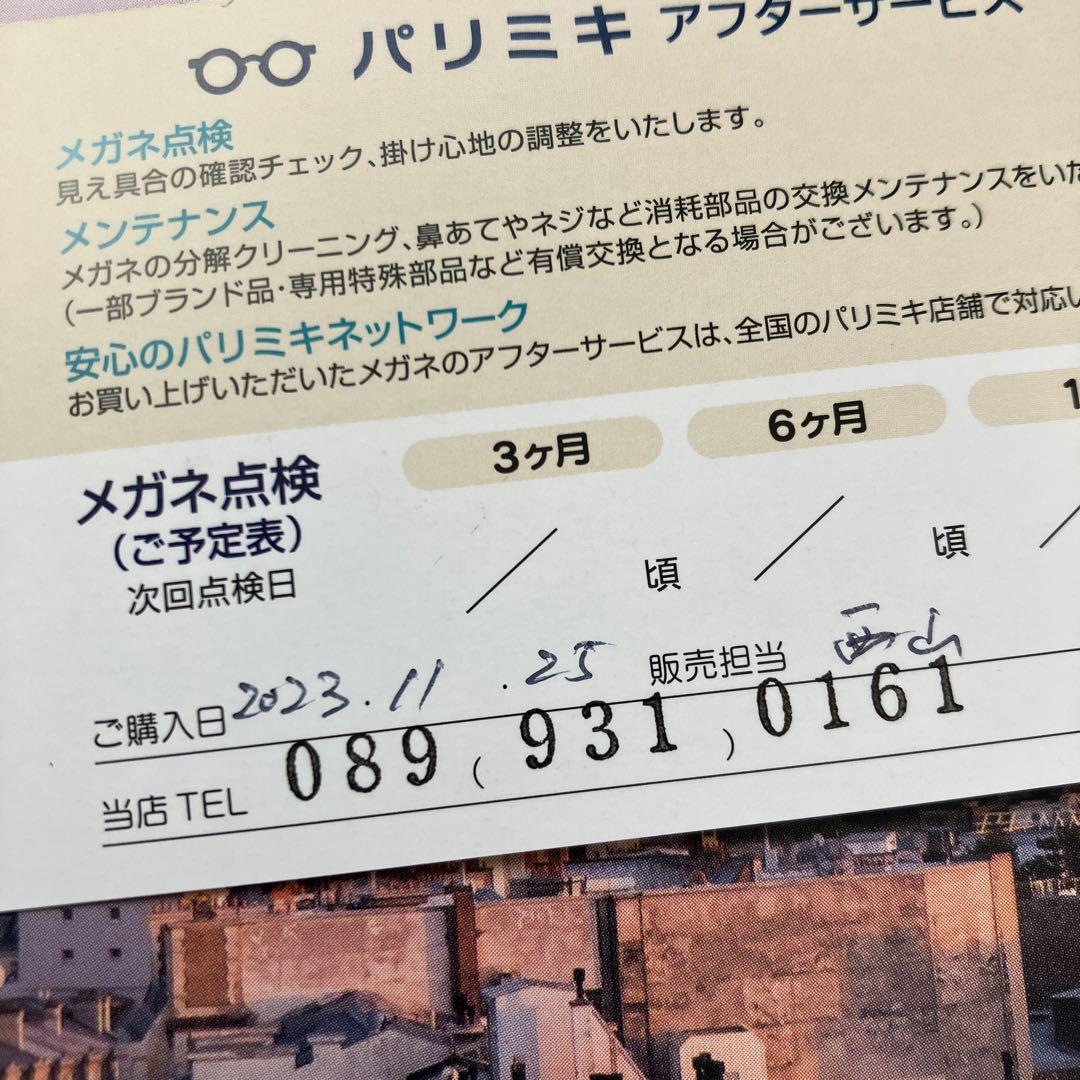 パリミキ アフターサービス
メガネ点検
見え具合の確認チェック、掛け心地の調整をいたします。
メンテナンス
メガネの分解クリーニング、鼻あてやネジなど消耗部品の交換メンテナンスをいた
(一部ブランド品・専用特殊部品など有償交換となる場合がございます。)
安心のパリミキネットワーク
お買い上げいただいたメガネのアフターサービスは、全国のパリミキ店舗で対応い
3ヶ月 6ヶ月 1
メガネ点検
(ご予定表)
次回点検日 / 頃 / 頃 /
ご購入日 2023.11.25 販売担当 西山
当店 TEL 089 (931) 0161